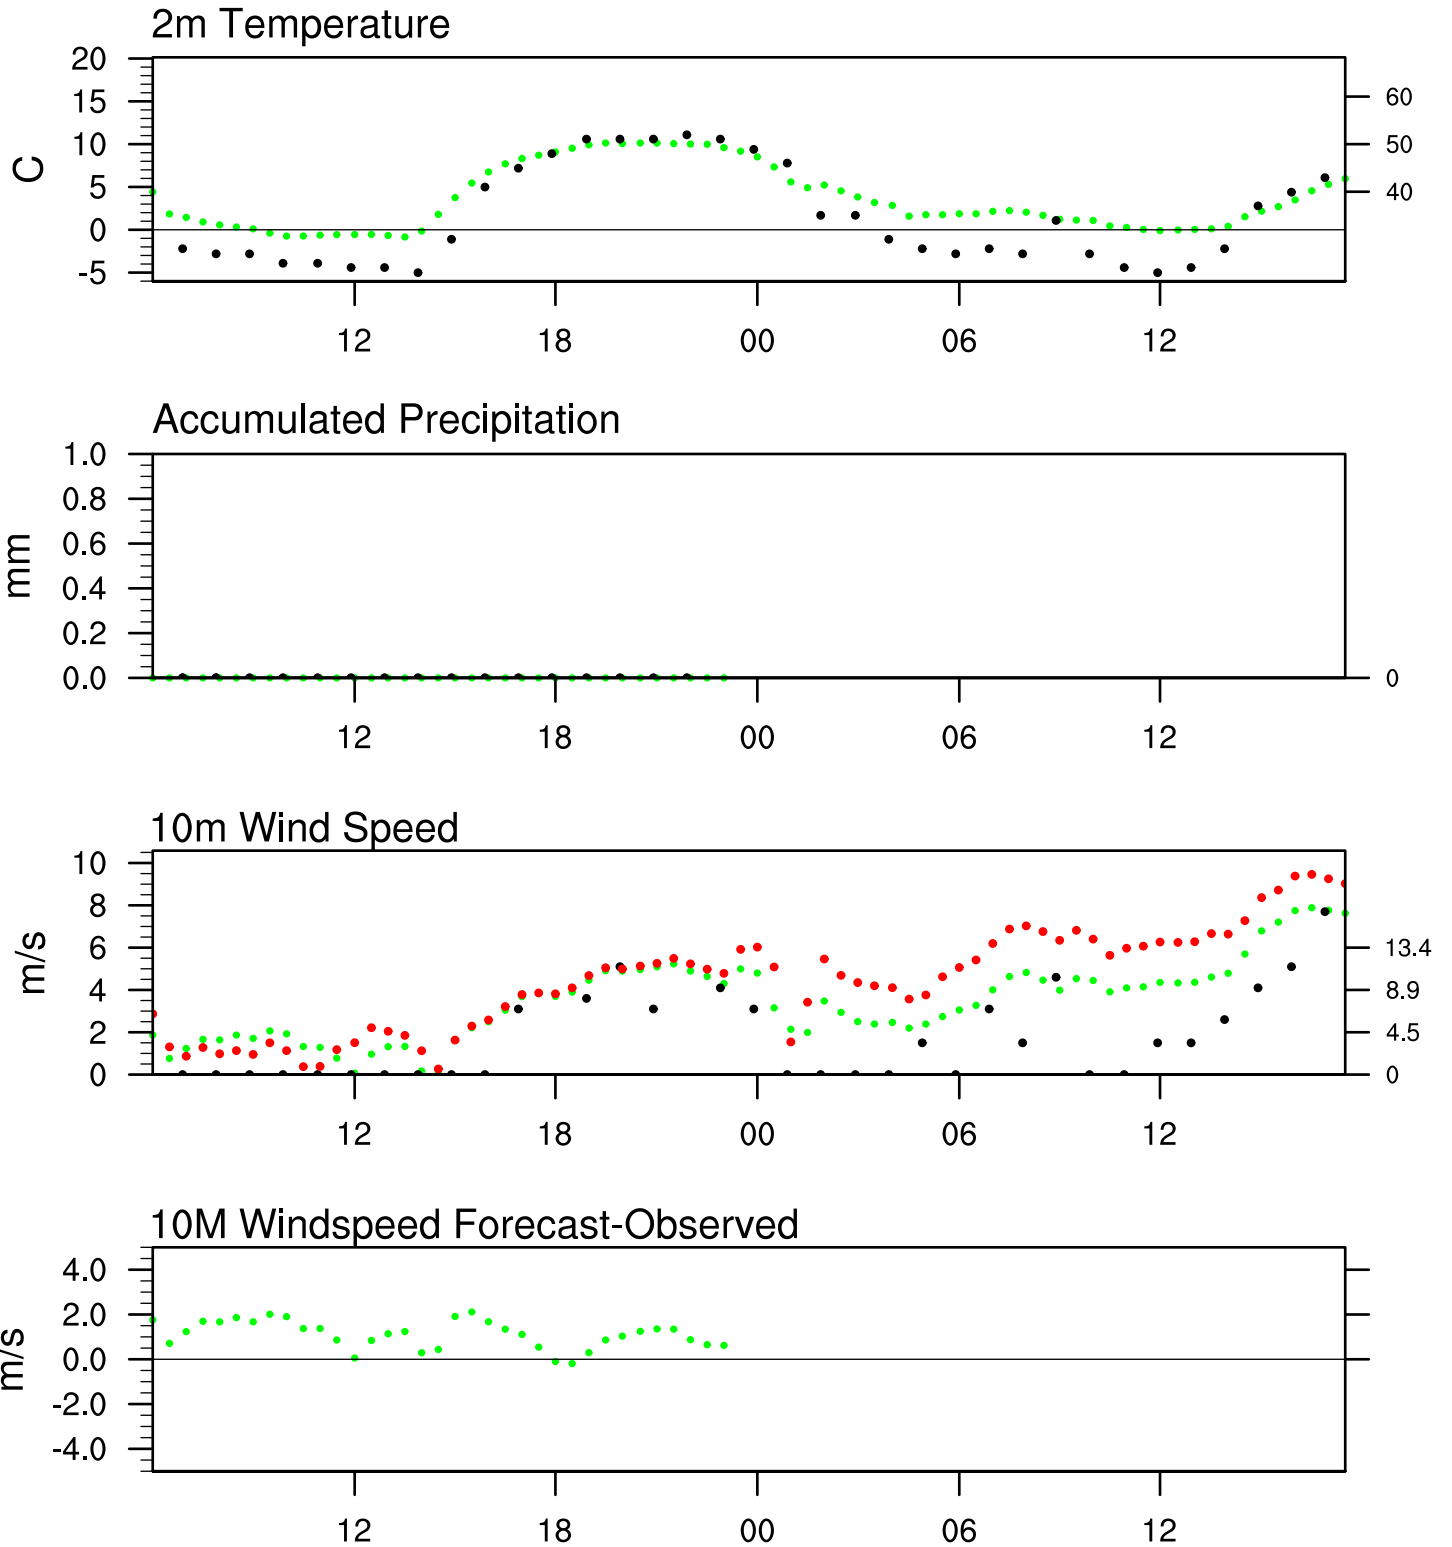 2m Temperature
20
15
10
5
0
-5
C
60
50
40
12 18 00 06 12
Accumulated Precipitation
1.0
0.8
0.6
0.4
0.2
0.0
mm
0
12 18 00 06 12
10m Wind Speed
10
8
6
4
2
0
m/s
13.4
8.9
4.5
0
12 18 00 06 12
10M Windspeed Forecast-Observed
4.0
2.0
0.0
-2.0
-4.0
m/s
12 18 00 06 12